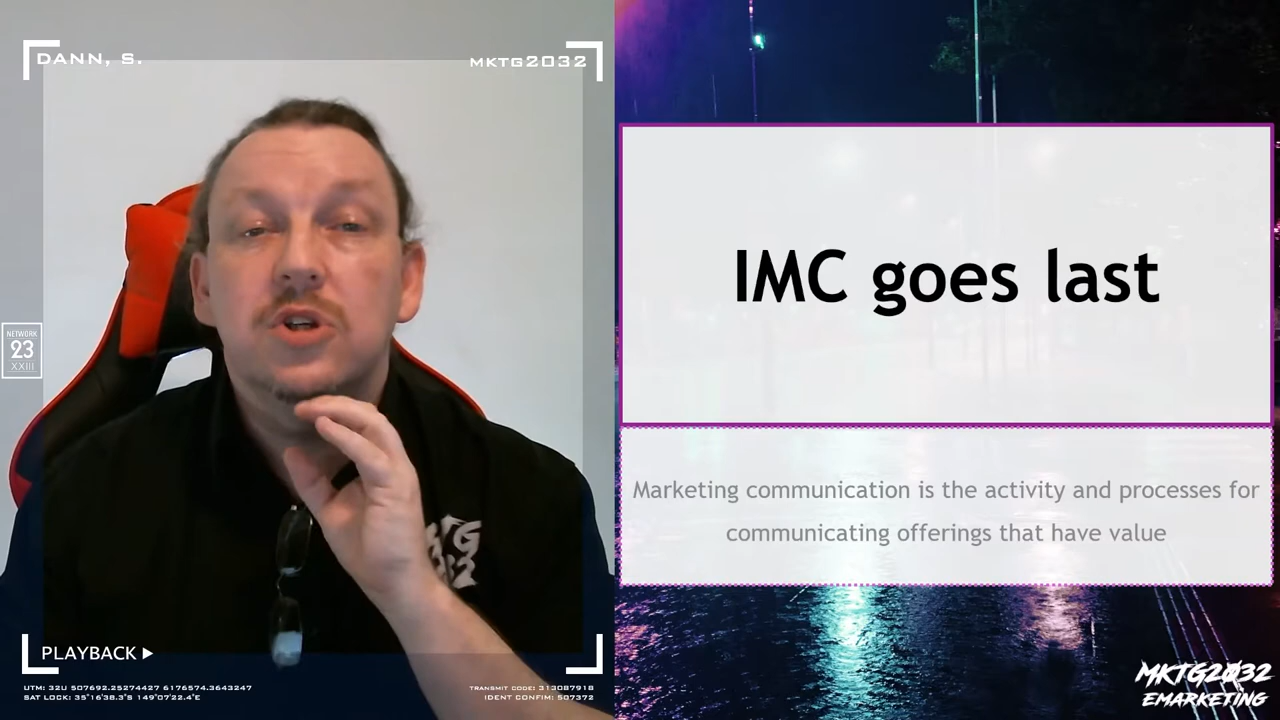 DANN, S.
MKTG2032
NETWORK
23
XXIII
PLAYBACK
UTM: 32U 507692.25274427 6176574.3643247
SAT LOCK: 35°16'38.3"S 149°07'22.4"E
TRANSMIT CODE: 313087918
IDENT CONFIM: 507372
IMC goes last
Marketing communication is the activity and processes for
communicating offerings that have value
MKTG2032
EMARKETING